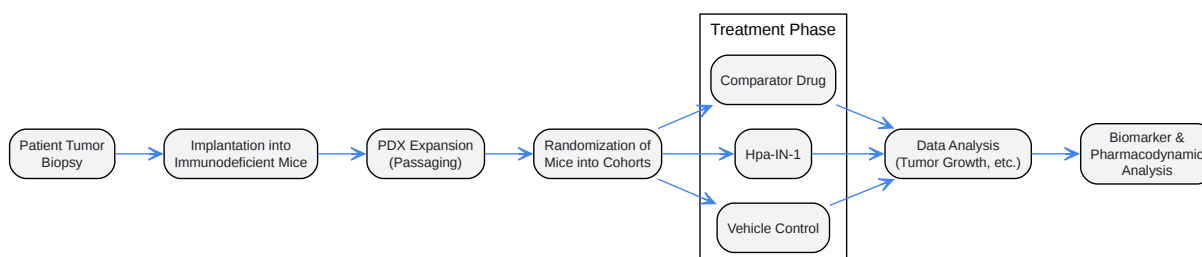 Patient Tumor
Biopsy
Implantation into
Immunodeficient Mice
PDX Expansion
(Passaging)
Randomization of
Mice into Cohorts
Treatment Phase
Comparator Drug
Hpa-IN-1
Vehicle Control
Data Analysis
(Tumor Growth, etc.)
Biomarker &
Pharmacodynamic
Analysis